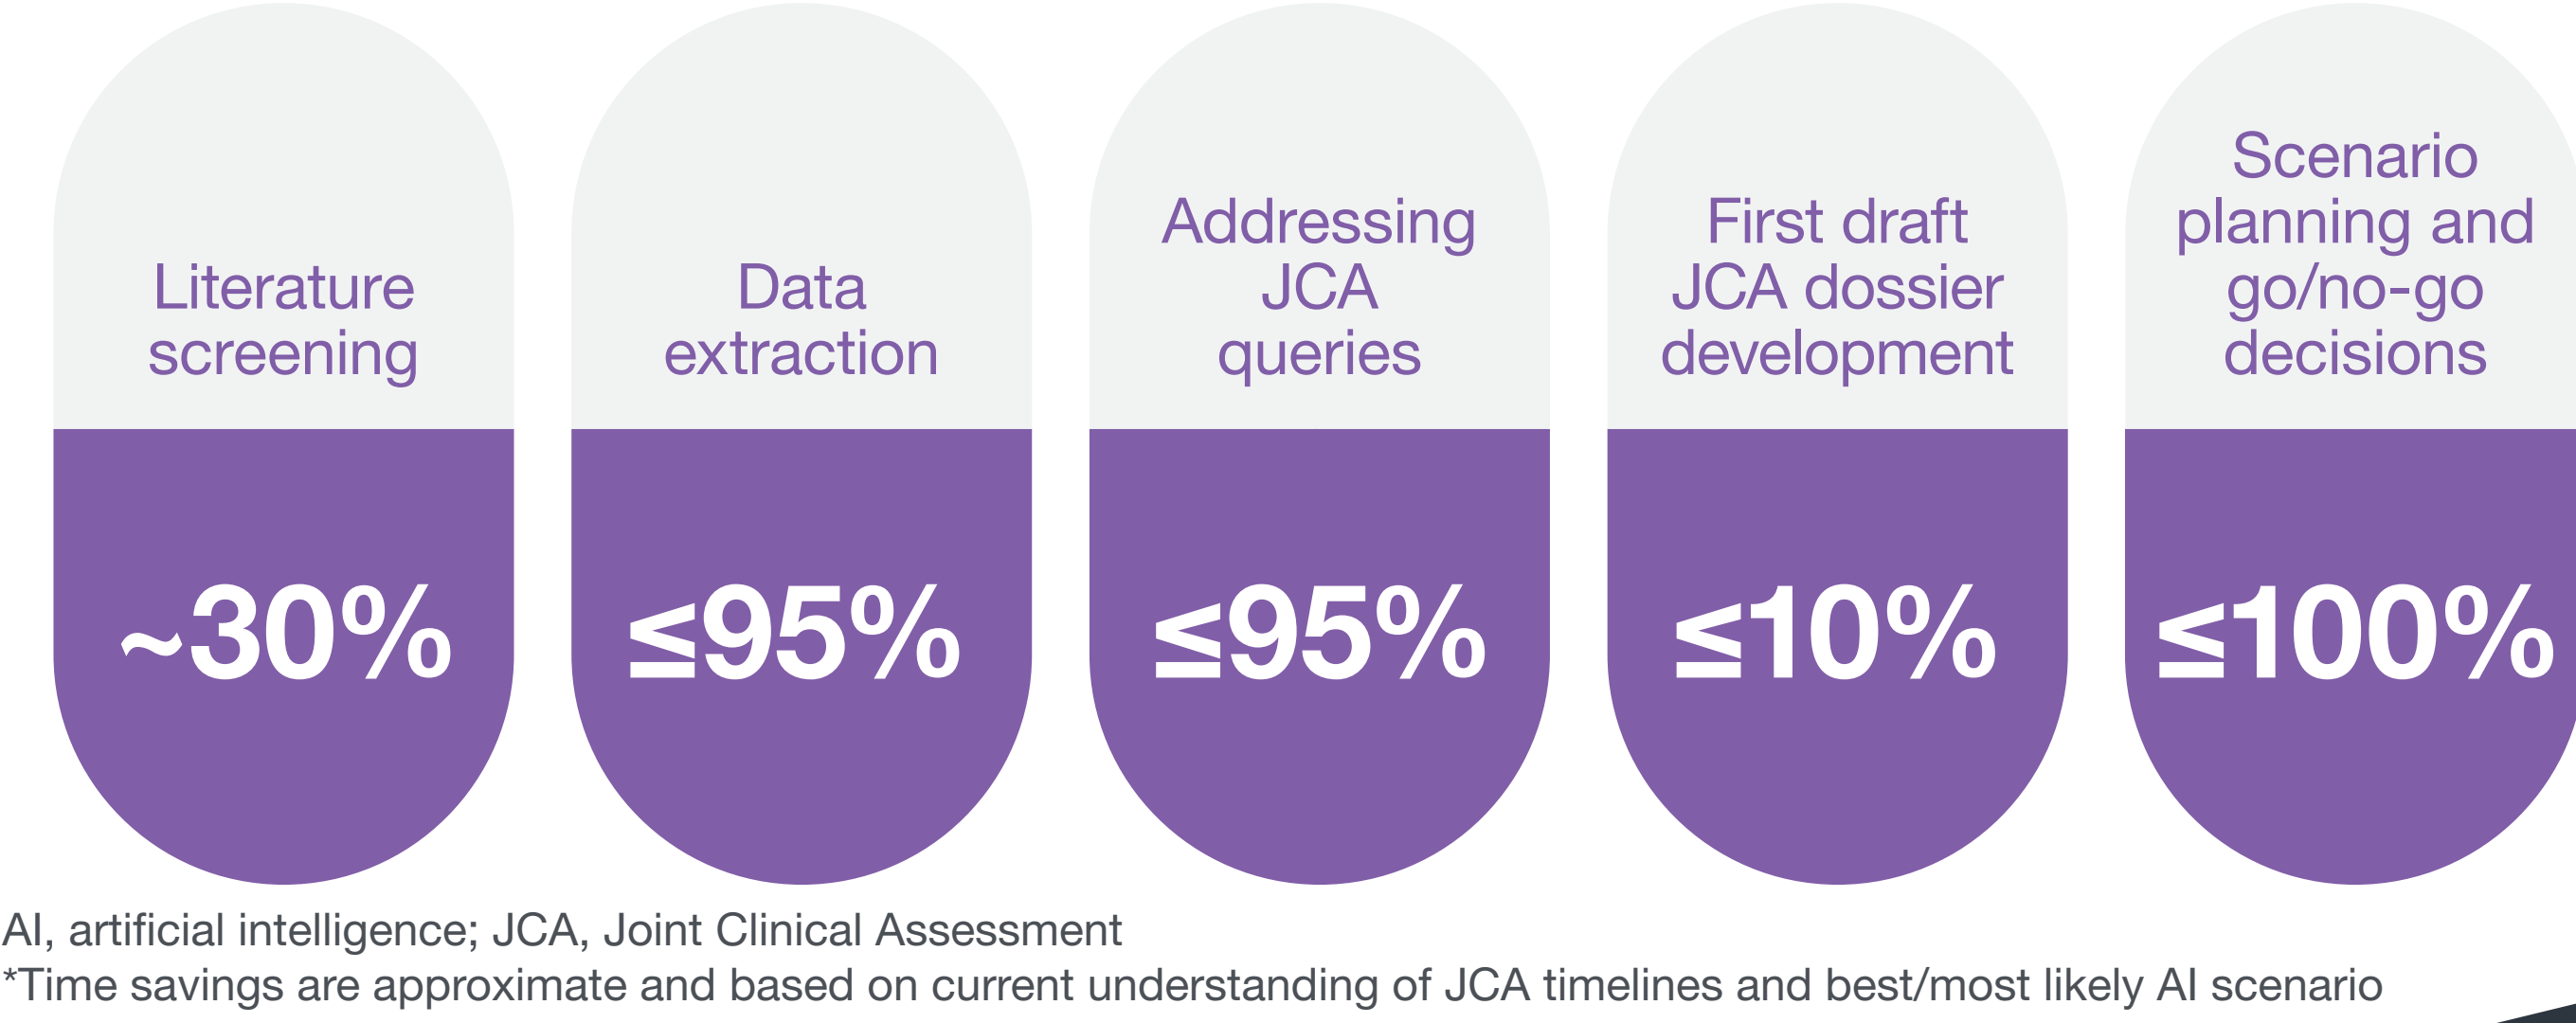 Literature
screening
~30%
Data
extraction
≤95%
Addressing
JCA
queries
≤95%
First draft
JCA dossier
development
≤10%
Scenario
planning and
go/no-go
decisions
≤100%
AI, artificial intelligence; JCA, Joint Clinical Assessment
*Time savings are approximate and based on current understanding of JCA timelines and best/most likely AI scenario